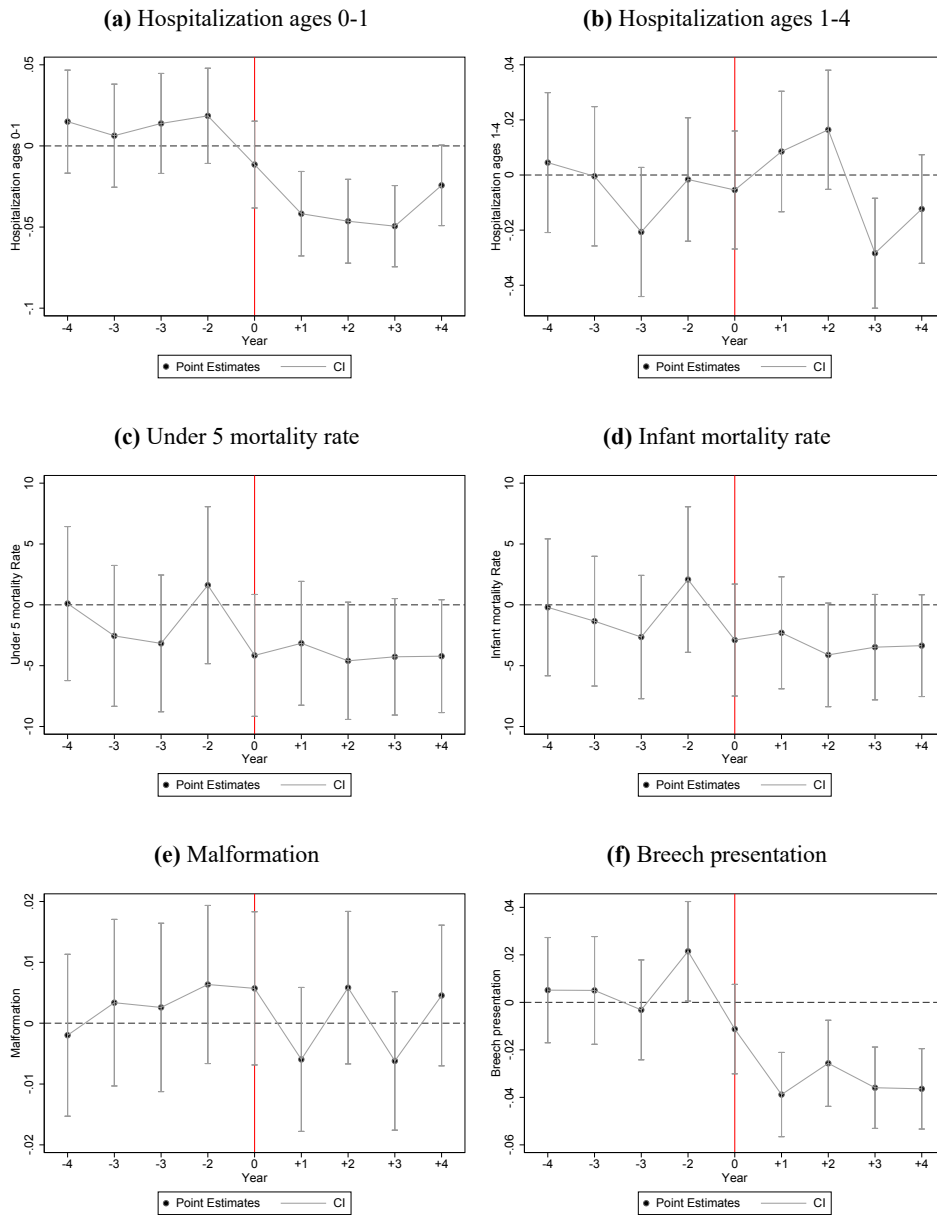 (a) Hospitalization ages 0-1
(b) Hospitalization ages 1-4
Hospitalization ages 0-1
.05
0
-.05
-.1
-4 -3 -3 -2 0 +1 +2 +3 +4
Year
Point Estimates CI
Hospitalization ages 1-4
.04
.02
0
-.02
-.04
-4 -3 -3 -2 0 +1 +2 +3 +4
Year
Point Estimates CI
(c) Under 5 mortality rate
(d) Infant mortality rate
Under 5 mortality Rate
10
5
0
-5
-10
-4 -3 -3 -2 0 +1 +2 +3 +4
Year
Point Estimates CI
Infant mortality Rate
10
5
0
-5
-10
-4 -3 -3 -2 0 +1 +2 +3 +4
Year
Point Estimates CI
(e) Malformation
(f) Breech presentation
Malformation
.02
.01
0
-.01
-.02
-4 -3 -3 -2 0 +1 +2 +3 +4
Year
Point Estimates CI
Breech presentation
.04
.02
0
-.02
-.04
-.06
-4 -3 -3 -2 0 +1 +2 +3 +4
Year
Point Estimates CI